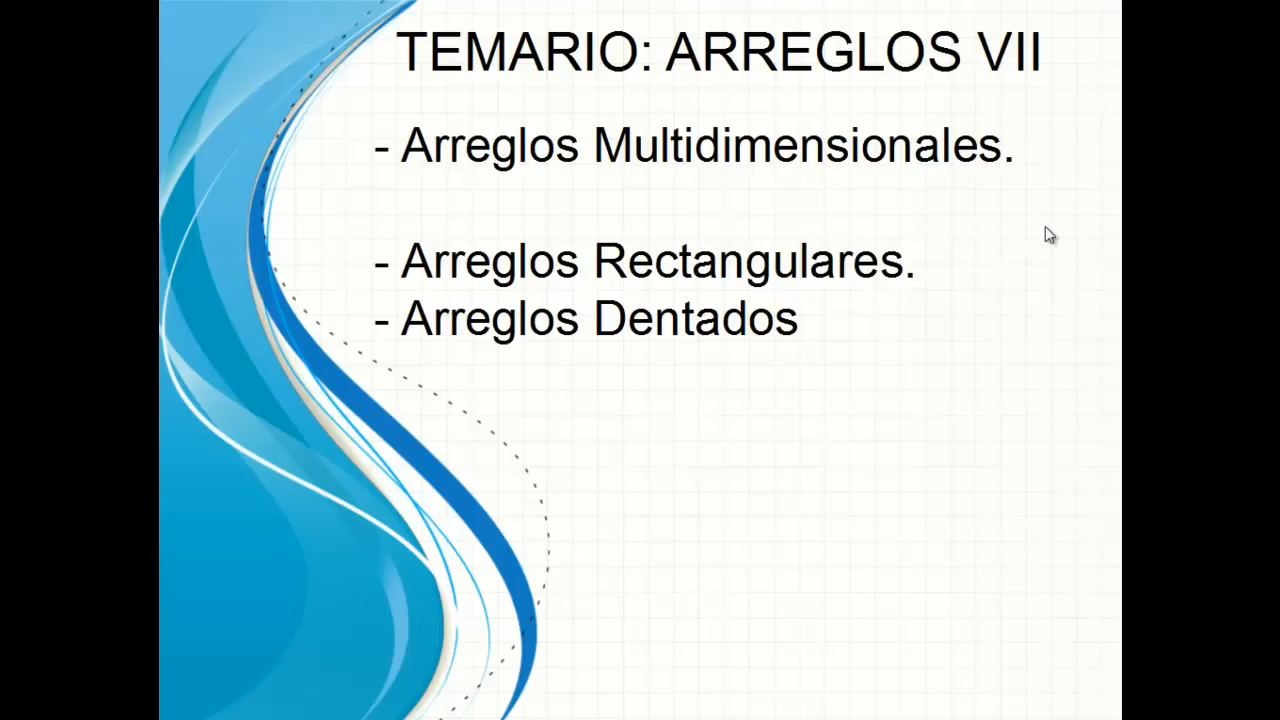 TEMARIO: ARREGLOS VII
- Arreglos Multidimensionales.
- Arreglos Rectangulares.
- Arreglos Dentados